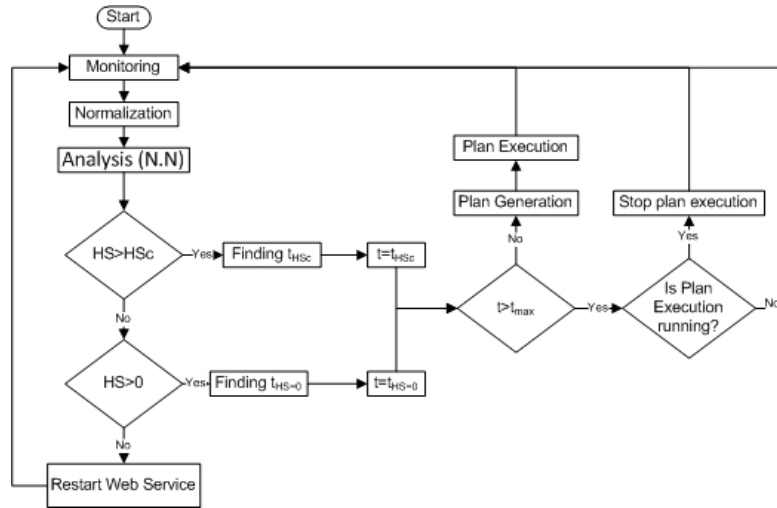 Start
Monitoring
Normalization
Analysis (N.N)
HS>HSc
Yes
Finding tHSc
t=tHSc
No
HS>0
Yes
Finding tHS=0
t=tHS=0
No
Restart Web Service
Plan Execution
Plan Generation
No
t>tmax
Yes
Stop plan execution
Yes
Is Plan
Execution
running?
No